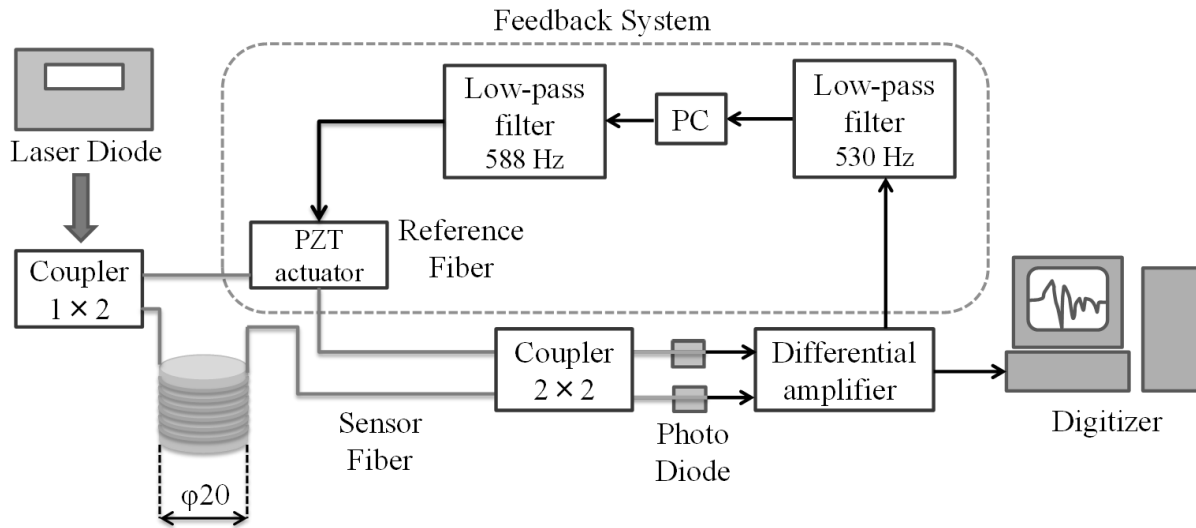 Feedback System
Laser Diode
Low-pass
filter
588 Hz
PC
Low-pass
filter
530 Hz
PZT
actuator
Reference
Fiber
Coupler
1 × 2
Coupler
2 × 2
Differential
amplifier
Sensor
Fiber
Photo
Diode
Digitizer
φ20